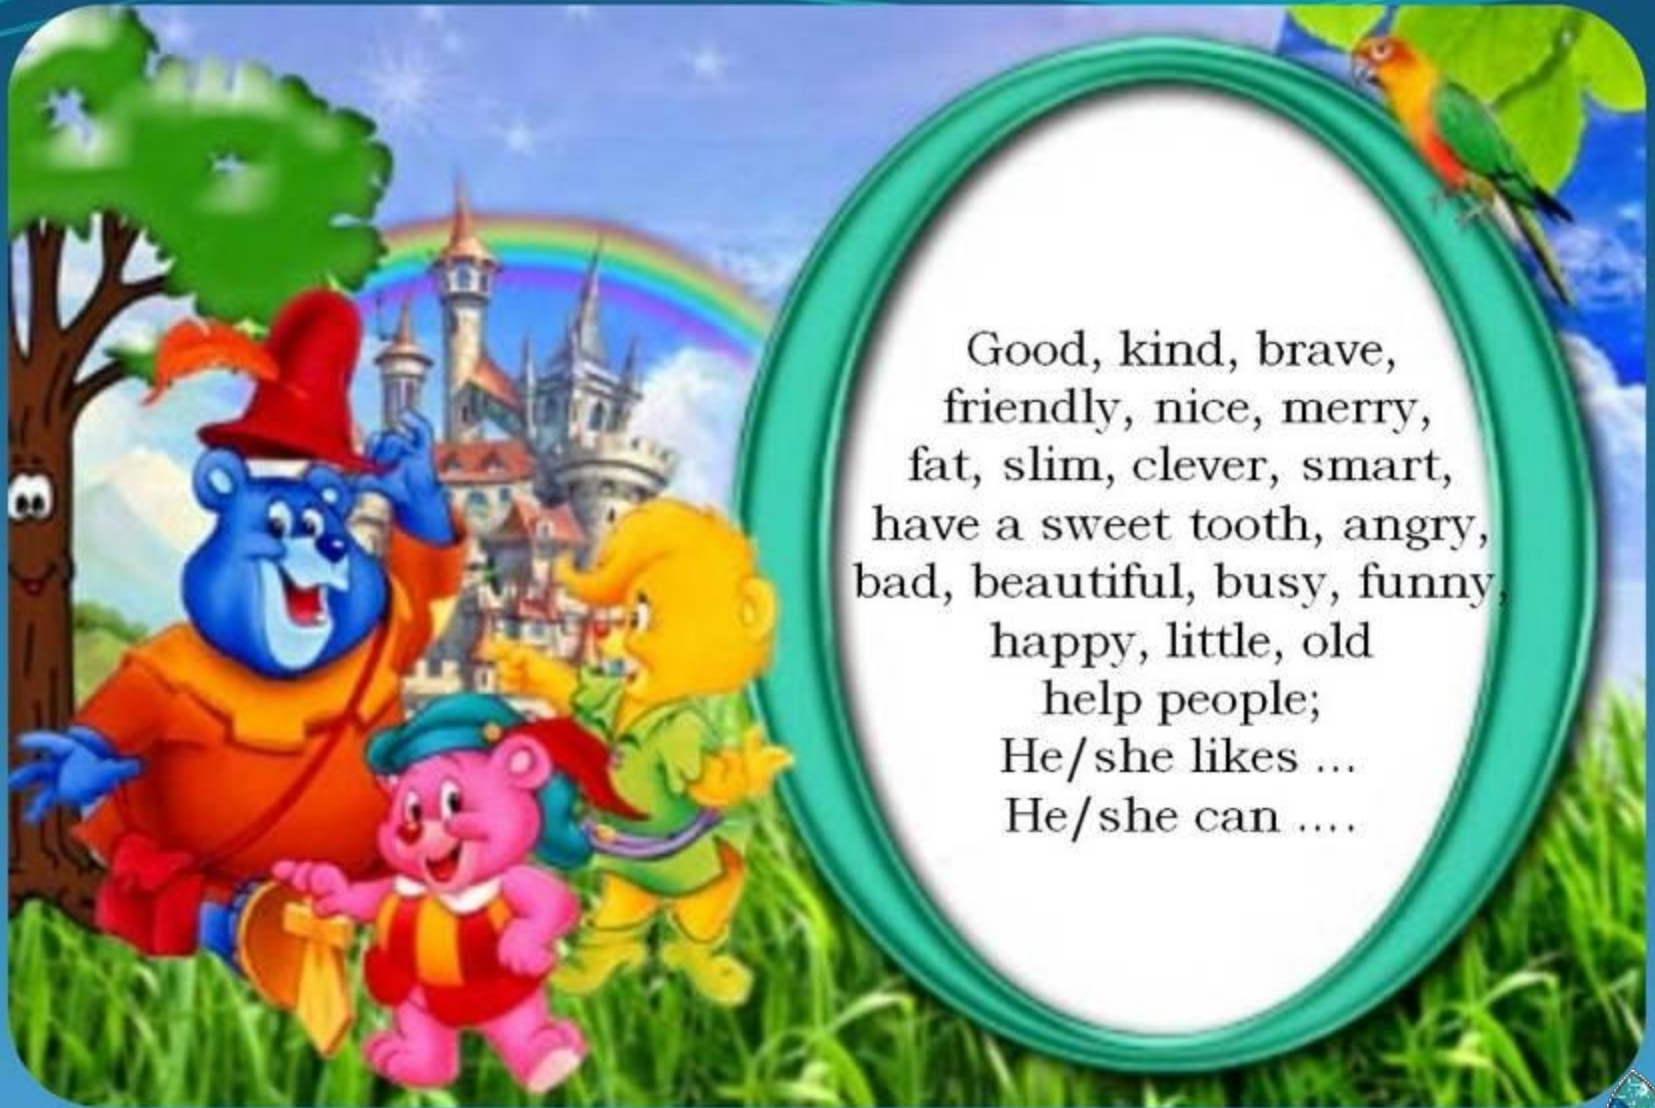 Good, kind, brave,
friendly, nice, merry,
fat, slim, clever, smart,
have a sweet tooth, angry,
bad, beautiful, busy, funny,
happy, little, old
help people;
He/she likes ...
He/she can ....